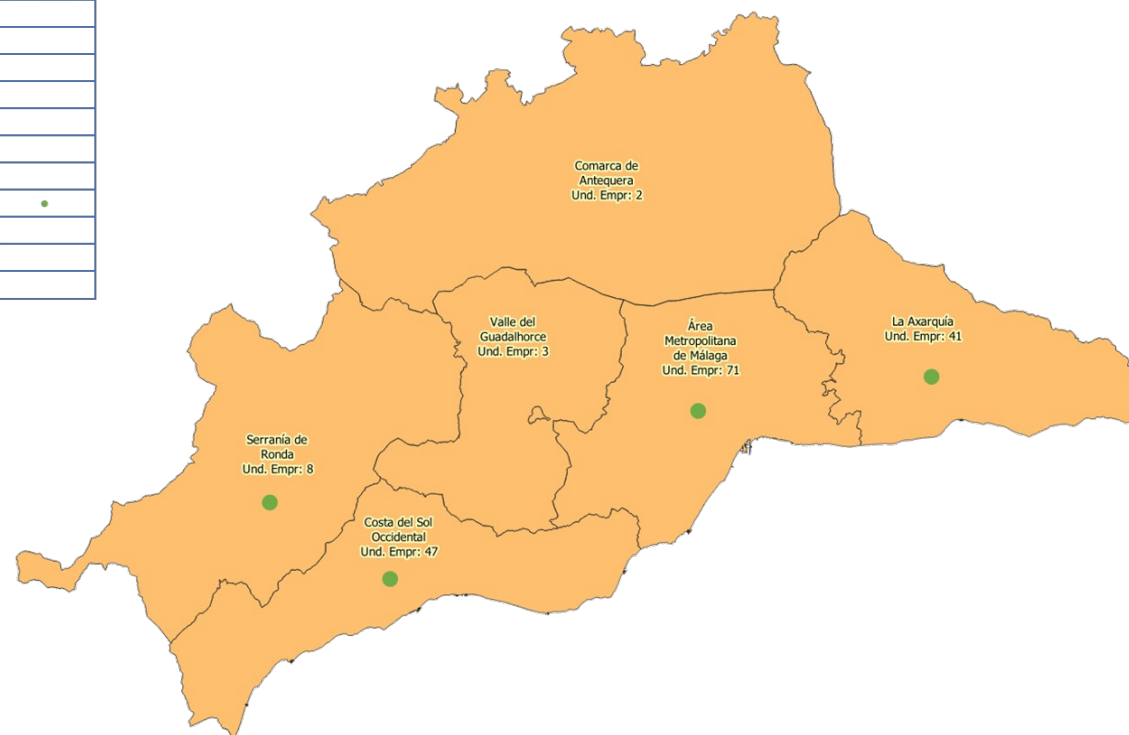 Comarca de
Antequera
Und. Empr: 2
Valle del
Guadalhorce
Und. Empr: 3
Área
Metropolitana
de Málaga
Und. Empr: 71
La Axarquía
Und. Empr: 41
Serranía de
Ronda
Und. Empr: 8
Costa del Sol
Occidental
Und. Empr: 47